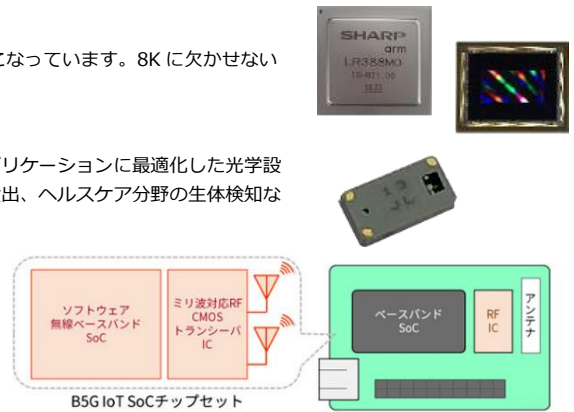 になっています。8K に欠かせない
SHARP
arm
LR388M0
プリケーションに最適化した光学設
出、ヘルスケア分野の生体検知な
ソフトウェア
無線ベースバンド
SoC
ミリ波対応RF
CMOS
トランシーバ
IC
B5G IoT SoCチップセット
ベースバンド
SoC
RF
IC
アンテナ